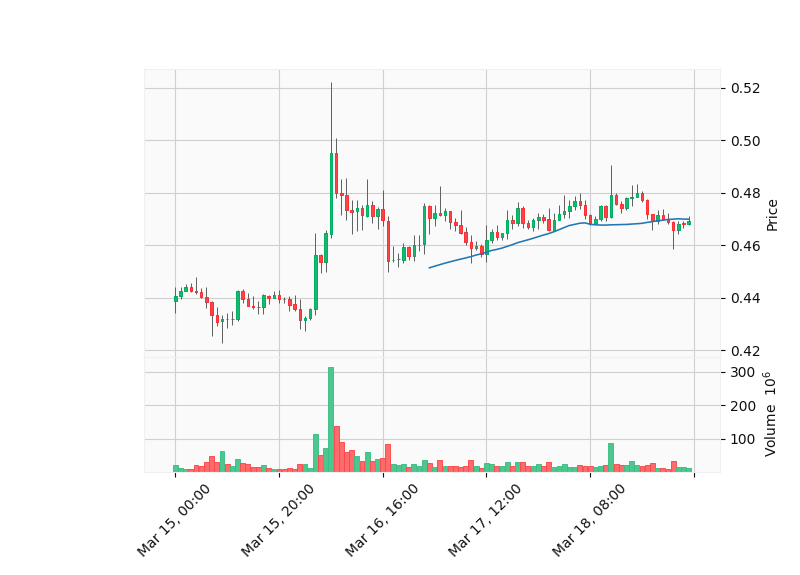 0.52
0.50
0.48
0.46
0.44
0.42
Price
300
200
100
Volume 10^6
Mar 15, 00:00
Mar 15, 20:00
Mar 16, 16:00
Mar 17, 12:00
Mar 18, 08:00